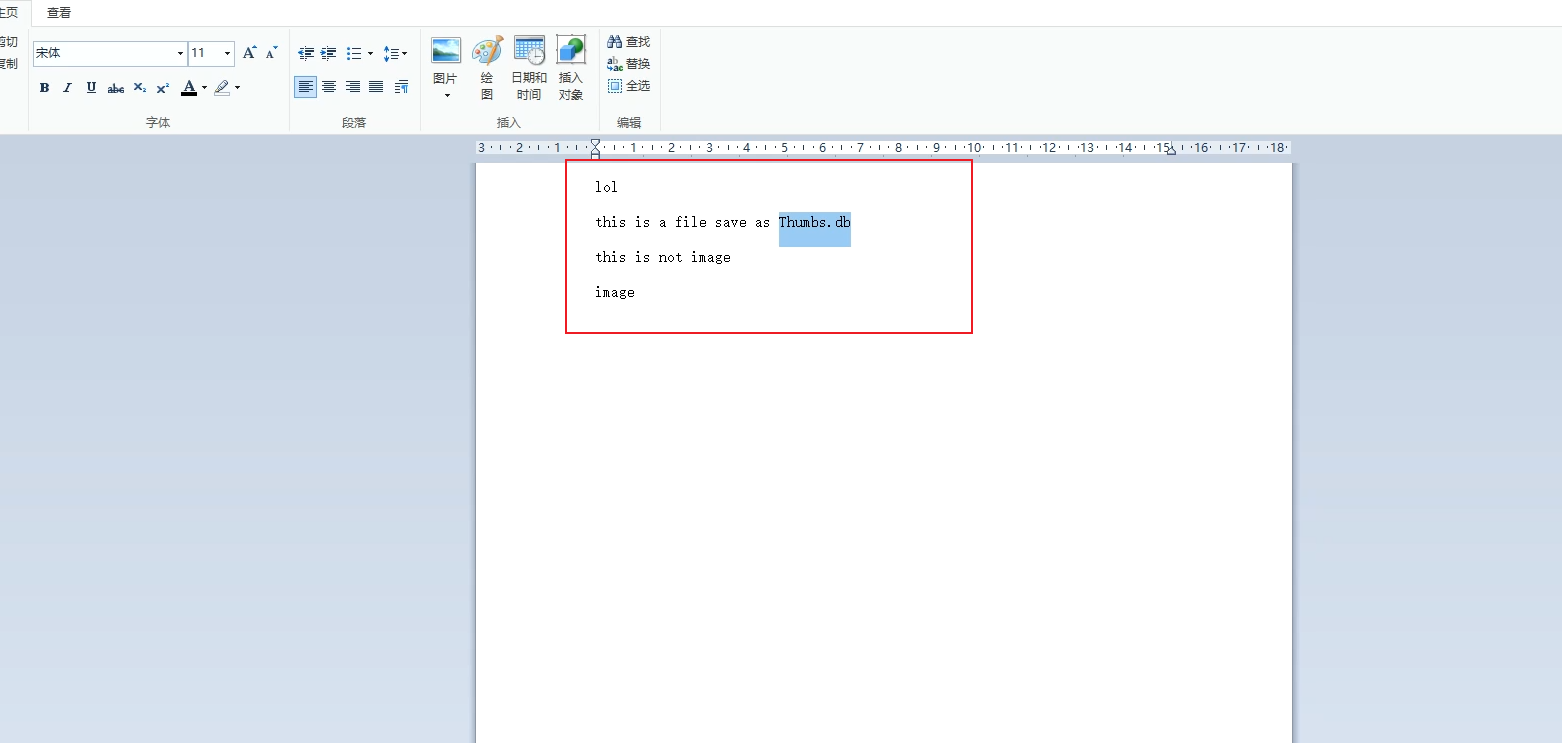 主页 查看
剪切
复制
宋体 11
B I U abc X₂ X² A
字体
段落
图片
绘图
日期和时间
插入对象
插入
查找
替换
全选
编辑
3 2 1 1 2 3 4 5 6 7 8 9 10 11 12 13 14 15 16 17 18
lol
this is a file save as Thumbs.db
this is not image
image